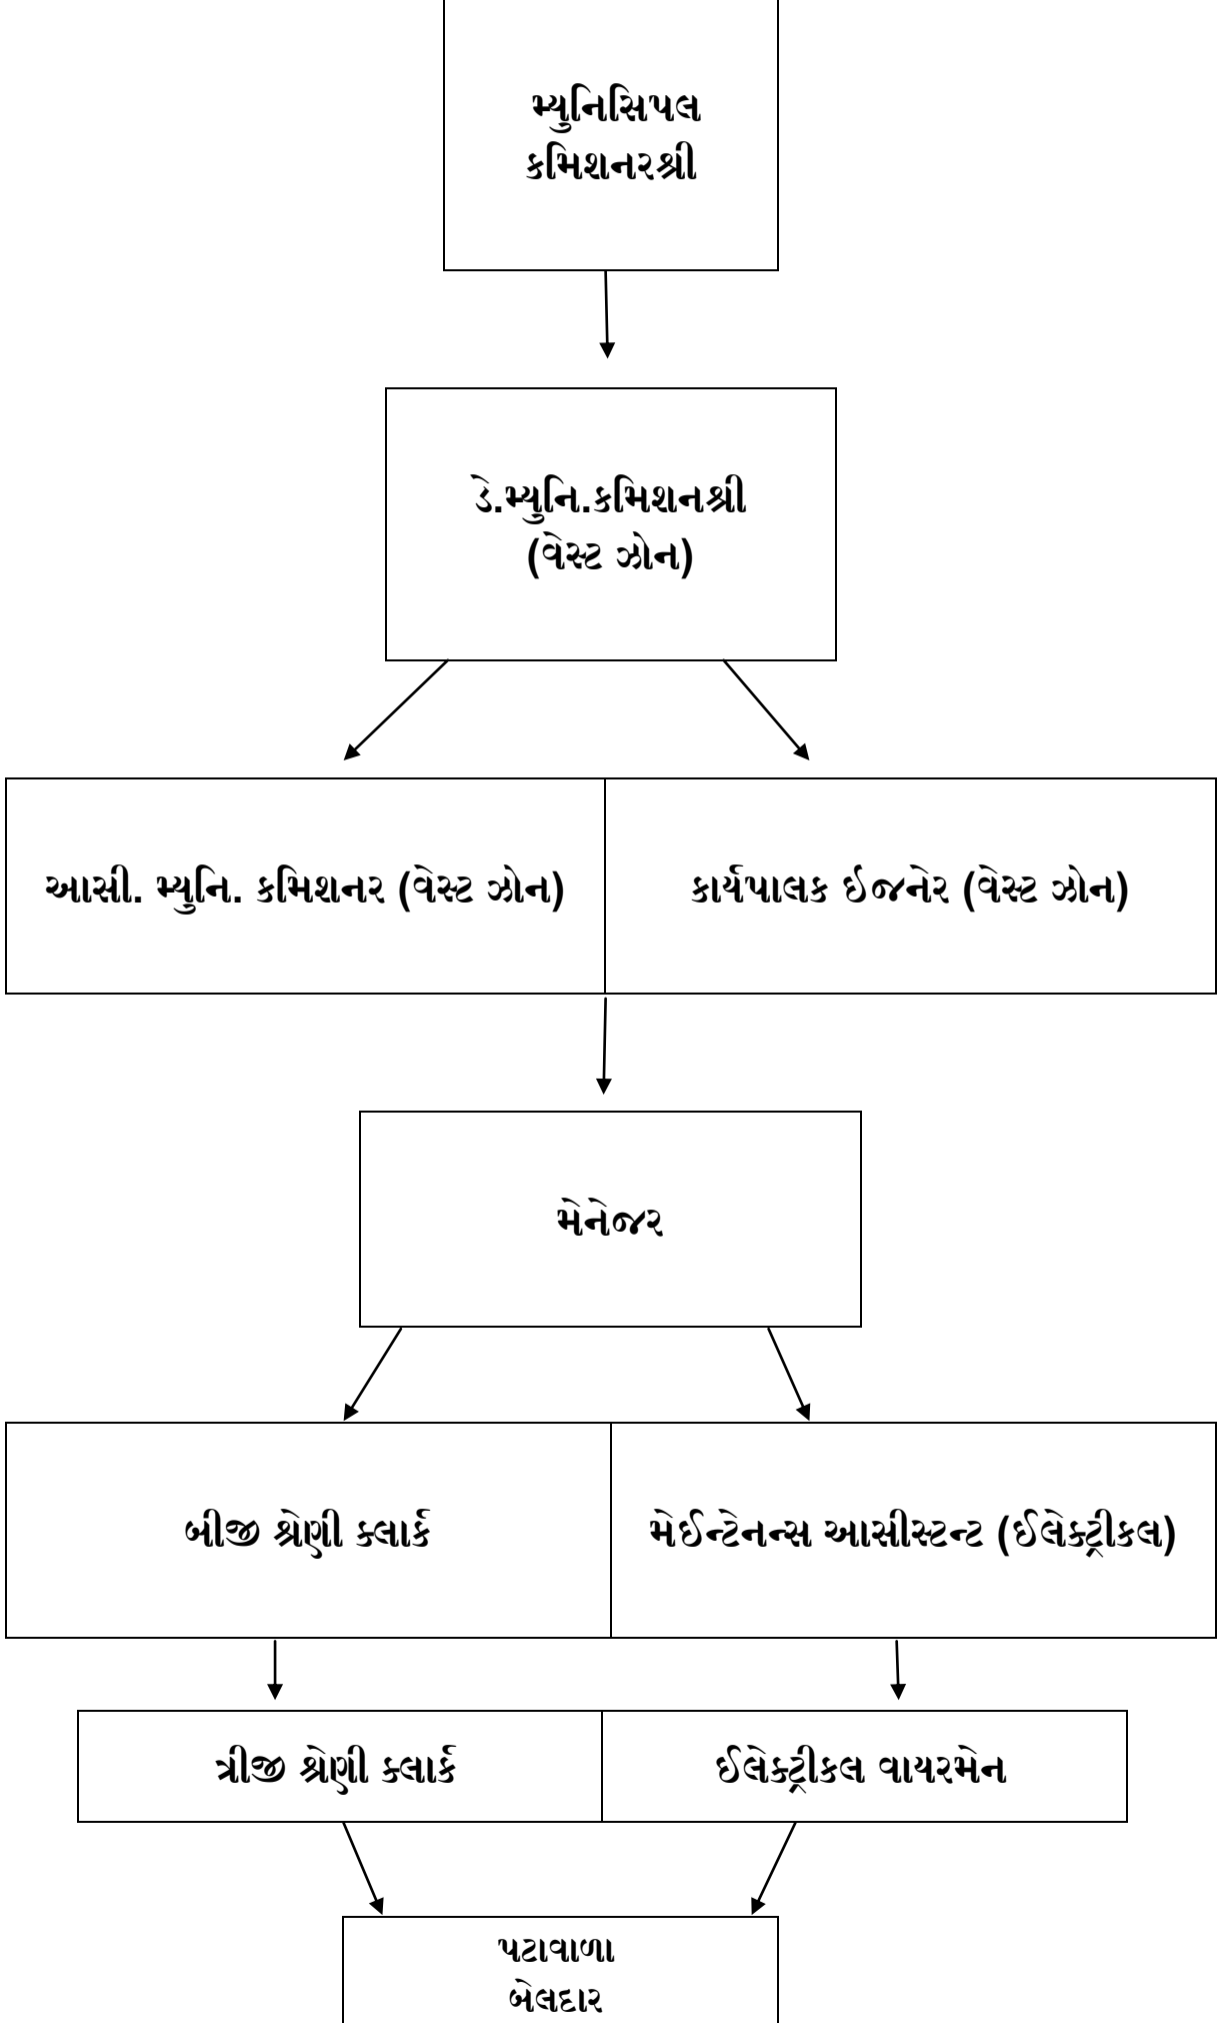 મ્યુનિસિપલ
કમિશનરશ્રી
ડે.મ્યુનિ.કમિશનશ્રી
(વેસ્ટ ઝોન)
આસી. મ્યુનિ. કમિશનર (વેસ્ટ ઝોન)
કાર્યપાલક ઇજનેર (વેસ્ટ ઝોન)
મેનેજર
બીજી શ્રેણી ક્લાર્ક
મેઈન્ટેનન્સ આસીસ્ટન્ટ (ઈલેક્ટ્રીકલ)
ત્રીજી શ્રેણી ક્લાર્ક
ઈલેક્ટ્રીકલ વાયરમેન
પટાવાળા
બેલદાર